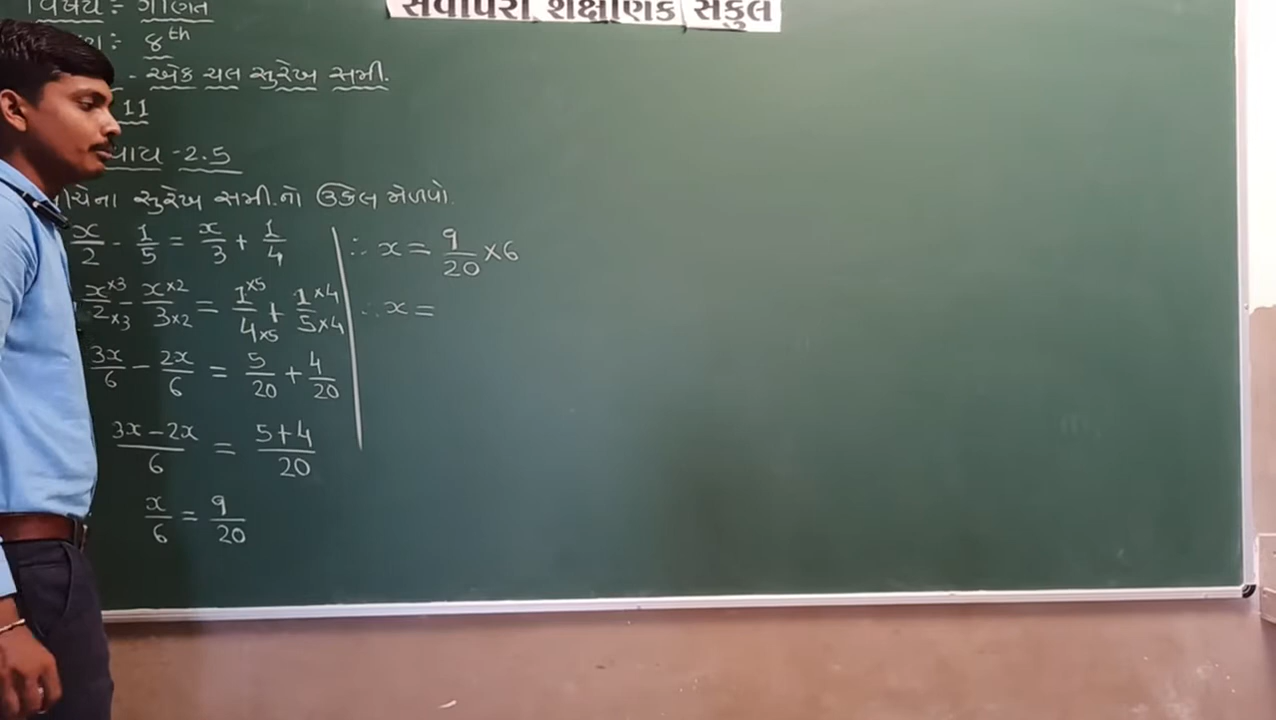 સર્વોપરી શૈક્ષણિક સંકુલ
વિષય :- ગણિત
8th
- એક ચલ સુરેખ સમી.
11
-2.5
સુરેખ સમી.નો ઉકેલ મેળવો.
x/2 - 1/5 = x/3 + 1/4
x×3/2×3 - x×2/3×2 = 1×5/4×5 + 1×4/5×4
3x/6 - 2x/6 = 5/20 + 4/20
3x-2x/6 = 5+4/20
x/6 = 9/20
∴ x = 9/20 ×6
∴ x =